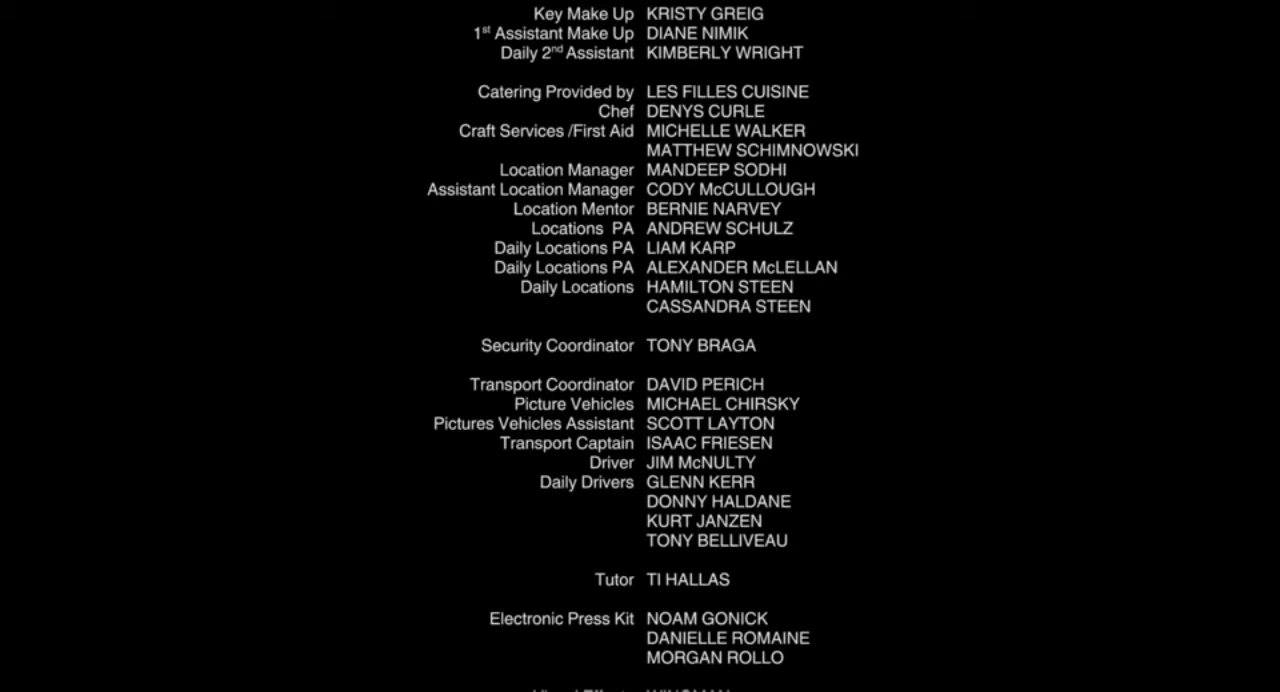 Key Make Up KRISTY GREIG
1st Assistant Make Up DIANE NIMIK
Daily 2nd Assistant KIMBERLY WRIGHT
Catering Provided by LES FILLES CUISINE
Chef DENYS CURLE
Craft Services /First Aid MICHELLE WALKER
MATTHEW SCHIMNOWSKI
Location Manager MANDEEP SODHI
Assistant Location Manager CODY McCULLOUGH
Location Mentor BERNIE NARVEY
Locations PA ANDREW SCHULZ
Daily Locations PA LIAM KARP
Daily Locations PA ALEXANDER McLELLAN
Daily Locations HAMILTON STEEN
CASSANDRA STEEN
Security Coordinator TONY BRAGA
Transport Coordinator DAVID PERICH
Picture Vehicles MICHAEL CHIRSKY
Pictures Vehicles Assistant SCOTT LAYTON
Transport Captain ISAAC FRIESEN
Driver JIM McNULTY
Daily Drivers GLENN KERR
DONNY HALDANE
KURT JANZEN
TONY BELLIVEAU
Tutor TI HALLAS
Electronic Press Kit NOAM GONICK
DANIELLE ROMAINE
MORGAN ROLLO